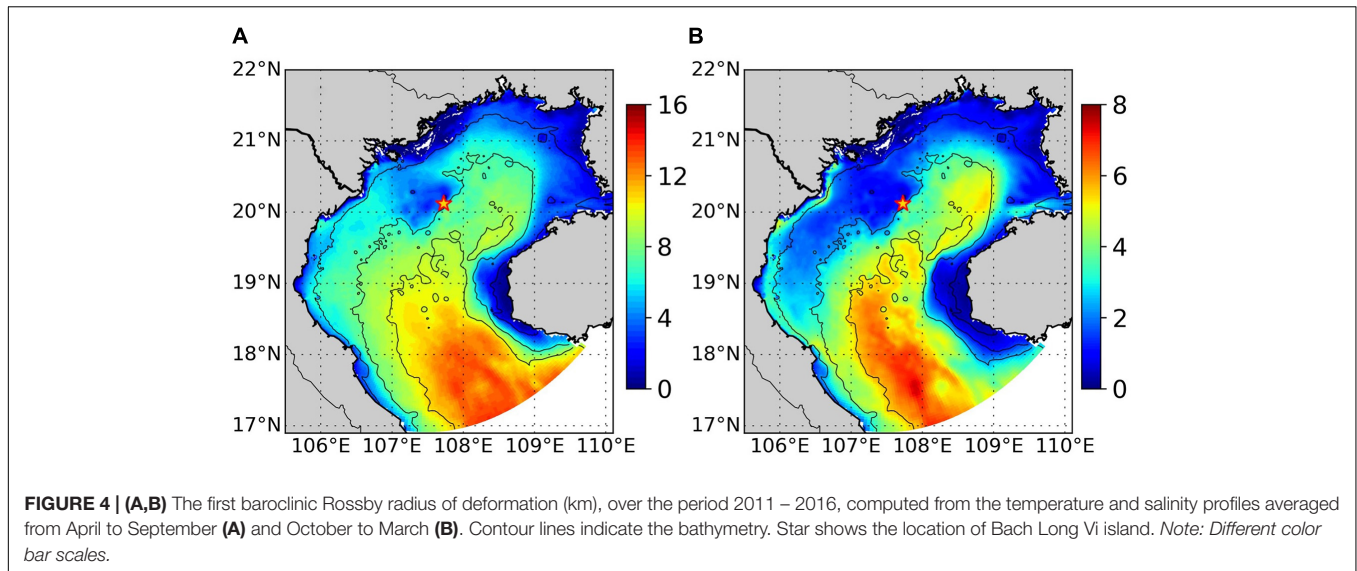 A
B
22°N
21°N
20°N
19°N
18°N
17°N
106°E 107°E 108°E 109°E 110°E
16
12
8
4
0
22°N
21°N
20°N
19°N
18°N
17°N
106°E 107°E 108°E 109°E 110°E
8
6
4
2
0
FIGURE 4 | (A,B) The first baroclinic Rossby radius of deformation (km), over the period 2011 – 2016, computed from the temperature and salinity profiles averaged
from April to September (A) and October to March (B). Contour lines indicate the bathymetry. Star shows the location of Bach Long Vi island. Note: Different color
bar scales.